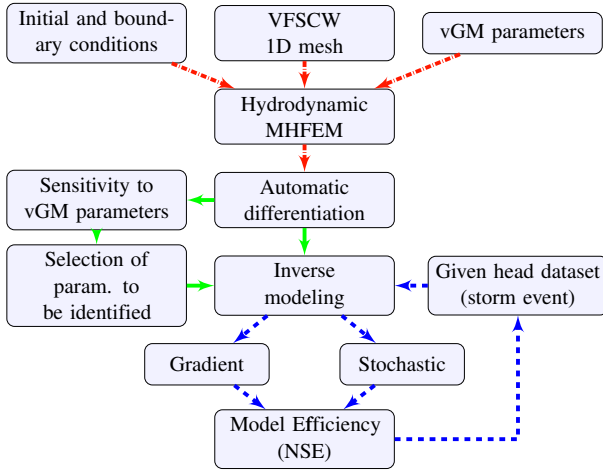 Initial and bound-
ary conditions
VFSCW
1D mesh
vGM parameters
Hydrodynamic
MHFEM
Sensitivity to
vGM parameters
Automatic
differentiation
Selection of
param. to
be identified
Inverse
modeling
Given head dataset
(storm event)
Gradient
Stochastic
Model Efficiency
(NSE)